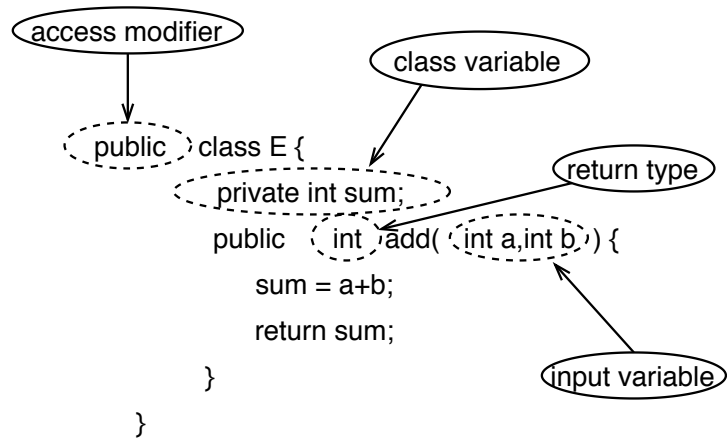 access modifier
class variable
public class E {
return type
private int sum;
public int add( int a,int b ) {
sum = a+b;
return sum;
}
input variable
}